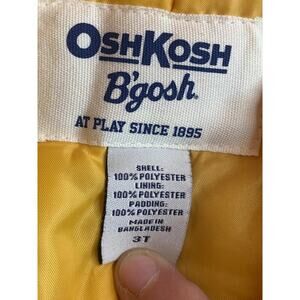 OSHKOSH
B'gosh.
AT PLAY SINCE 1895
SHELL:
100% POLYESTER
LINING:
100% POLYESTER
PADDING:
100% POLYESTER
MADE IN
BANGLADESH
3T